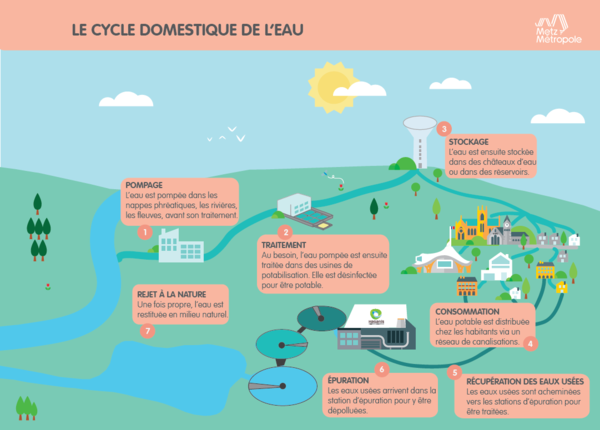 LE CYCLE DOMESTIQUE DE L'EAU
Metz
Métropole
3
STOCKAGE
L'eau est ensuite stockée
dans des châteaux d'eau
ou dans des réservoirs.
POMPAGE
L'eau est pompée dans les
nappes phréatiques, les rivières,
les fleuves, avant son traitement.
1
2
TRAITEMENT
Au besoin, l'eau pompée est ensuite
traitée dans des usines de
potabilisation. Elle est désinfectée
pour être potable.
REJET À LA NATURE
Une fois propre, l'eau est
restituée en milieu naturel.
7
CONSOMMATION
L'eau potable est distribuée
chez les habitants via un
réseau de canalisations.
4
6
ÉPURATION
Les eaux usées arrivent dans la
station d'épuration pour y être
dépolluées.
5
RÉCUPÉRATION DES EAUX USÉES
Les eaux usées sont acheminées
vers les stations d'épuration pour
être traitées.